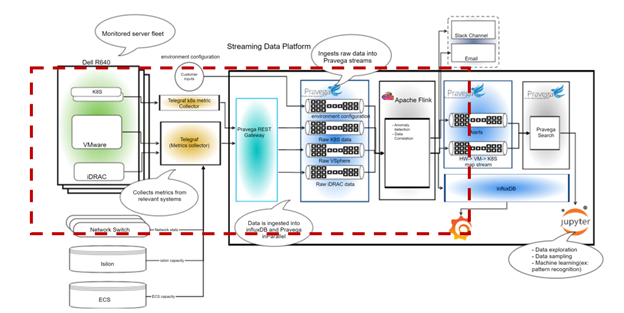 Monitored server fleet
Dell R640
K8S
VMware
iDRAC
environment configuration
Customer
inputs
Telegraf k8s metric
Collector
Telegraf
(Metrics collector)
Collects metrics from
relevant systems
Network Switch
Network stats
Isilon
Isilon capacity
ECS
ECS capacity
Streaming Data Platform
Ingests raw data into
Pravega streams
Pravega REST
Gateway
Pravega
environment configuration
Raw K8S data
Raw VSphere
Raw iDRAC data
Data is ingested into
influxDB and Pravega
inParallel
Apache Flink
- Anomaly
detection
- Data
Correlation
Slack Channel
Email
Pravega
Alerts
HW-> VM-> K8S
map stream
Pravega
Pravega
Search
InfluxDB
jupyter
- Data exploration
- Data sampling
- Machine learning(ex:
pattern recognition)